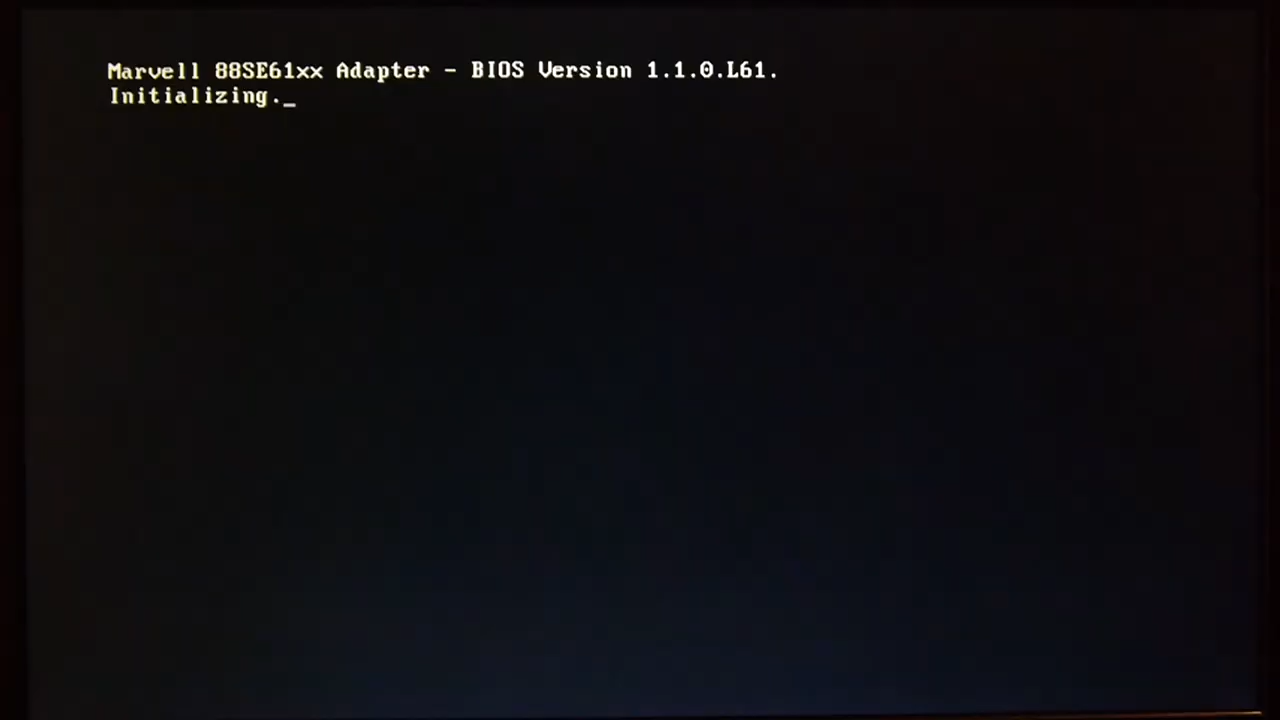 Marvell 88SE61xx Adapter - BIOS Version 1.1.0.L61.
Initializing._